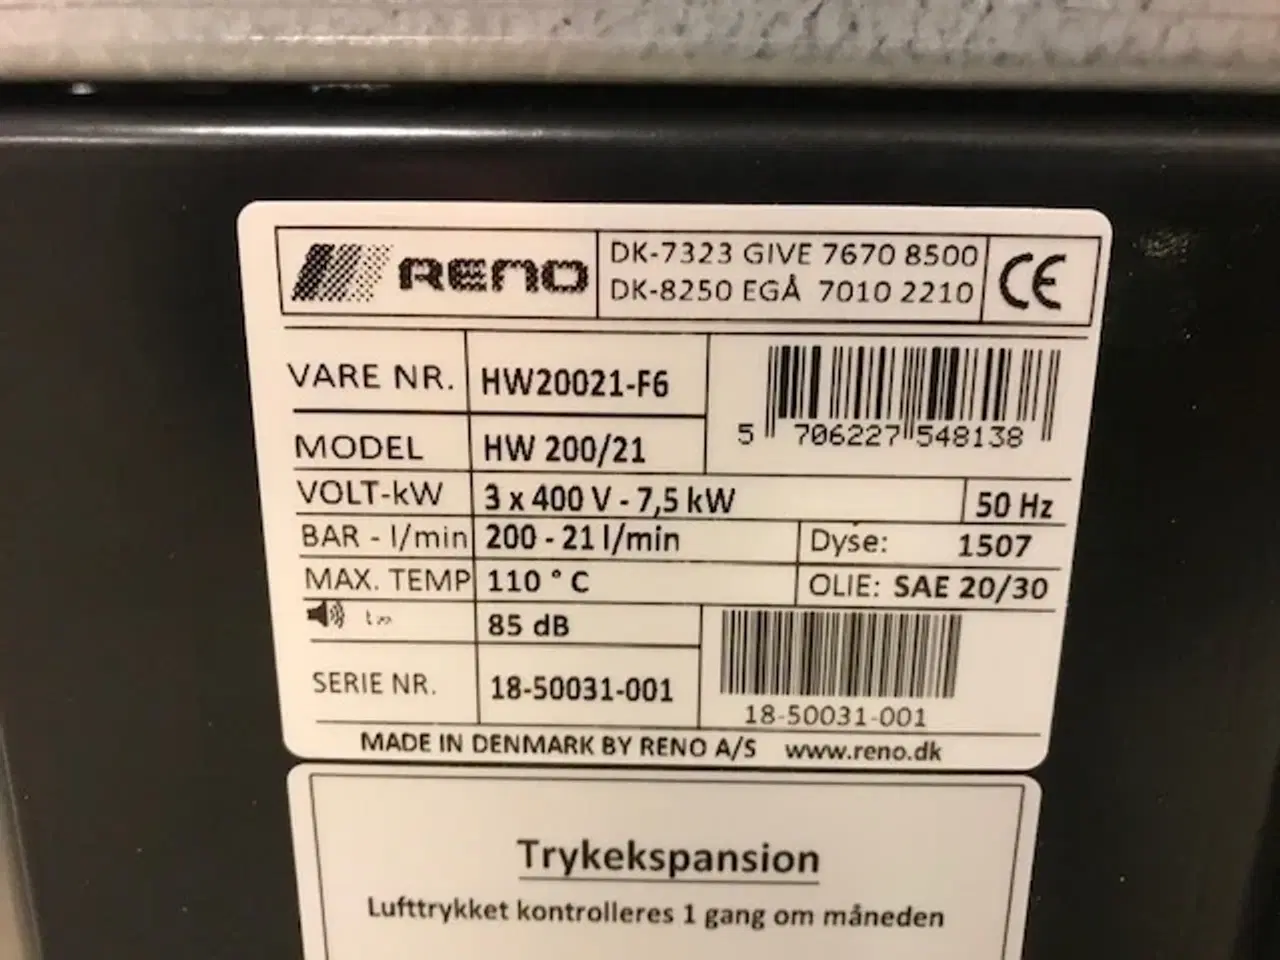 RENO
DK-7323 GIVE 7670 8500
DK-8250 EGÅ 7010 2210
CE
VARE NR. HW20021-F6
5 706227 548138
MODEL HW 200/21
VOLT-kW 3 x 400 V - 7,5 kW 50 Hz
BAR - l/min 200 - 21 l/min Dyse: 1507
MAX. TEMP 110 ° C OLIE: SAE 20/30
85 dB
SERIE NR. 18-50031-001
18-50031-001
MADE IN DENMARK BY RENO A/S www.reno.dk
Trykekspansion
Lufttrykket kontrolleres 1 gang om måneden